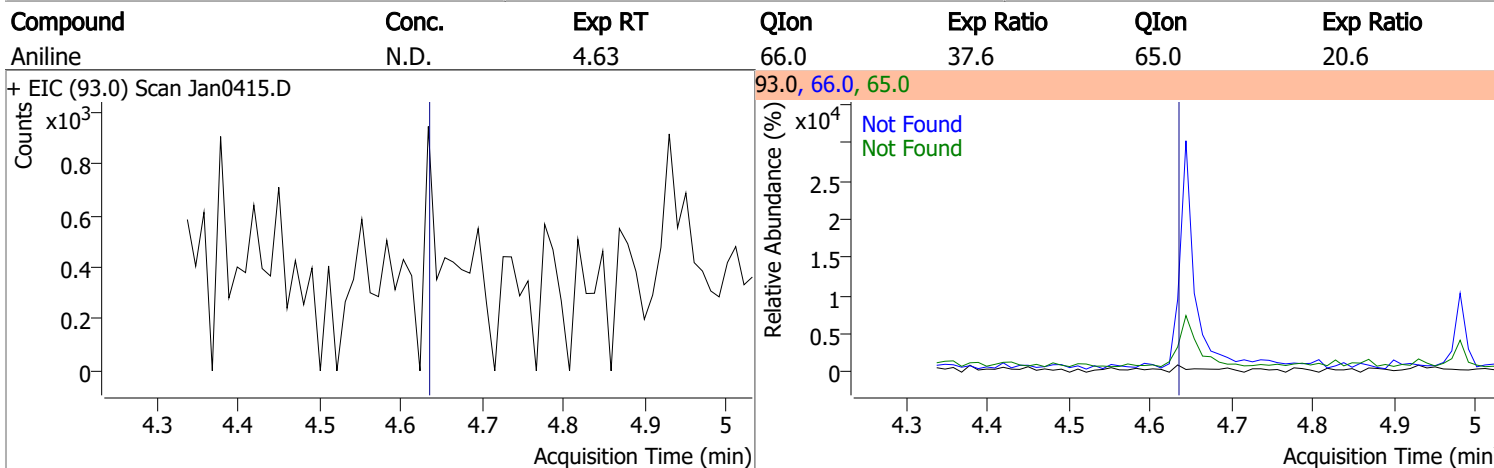 Compound Conc. Exp RT QIon Exp Ratio QIon Exp Ratio
Aniline N.D. 4.63 66.0 37.6 65.0 20.6
+ EIC (93.0) Scan Jan0415.D
Counts
x10³
0.8
0.6
0.4
0.2
0
4.3 4.4 4.5 4.6 4.7 4.8 4.9 5
Acquisition Time (min)
93.0, 66.0, 65.0
Relative Abundance (%)
x10⁴
Not Found
Not Found
2.5
2
1.5
1
0.5
0
4.3 4.4 4.5 4.6 4.7 4.8 4.9 5
Acquisition Time (min)